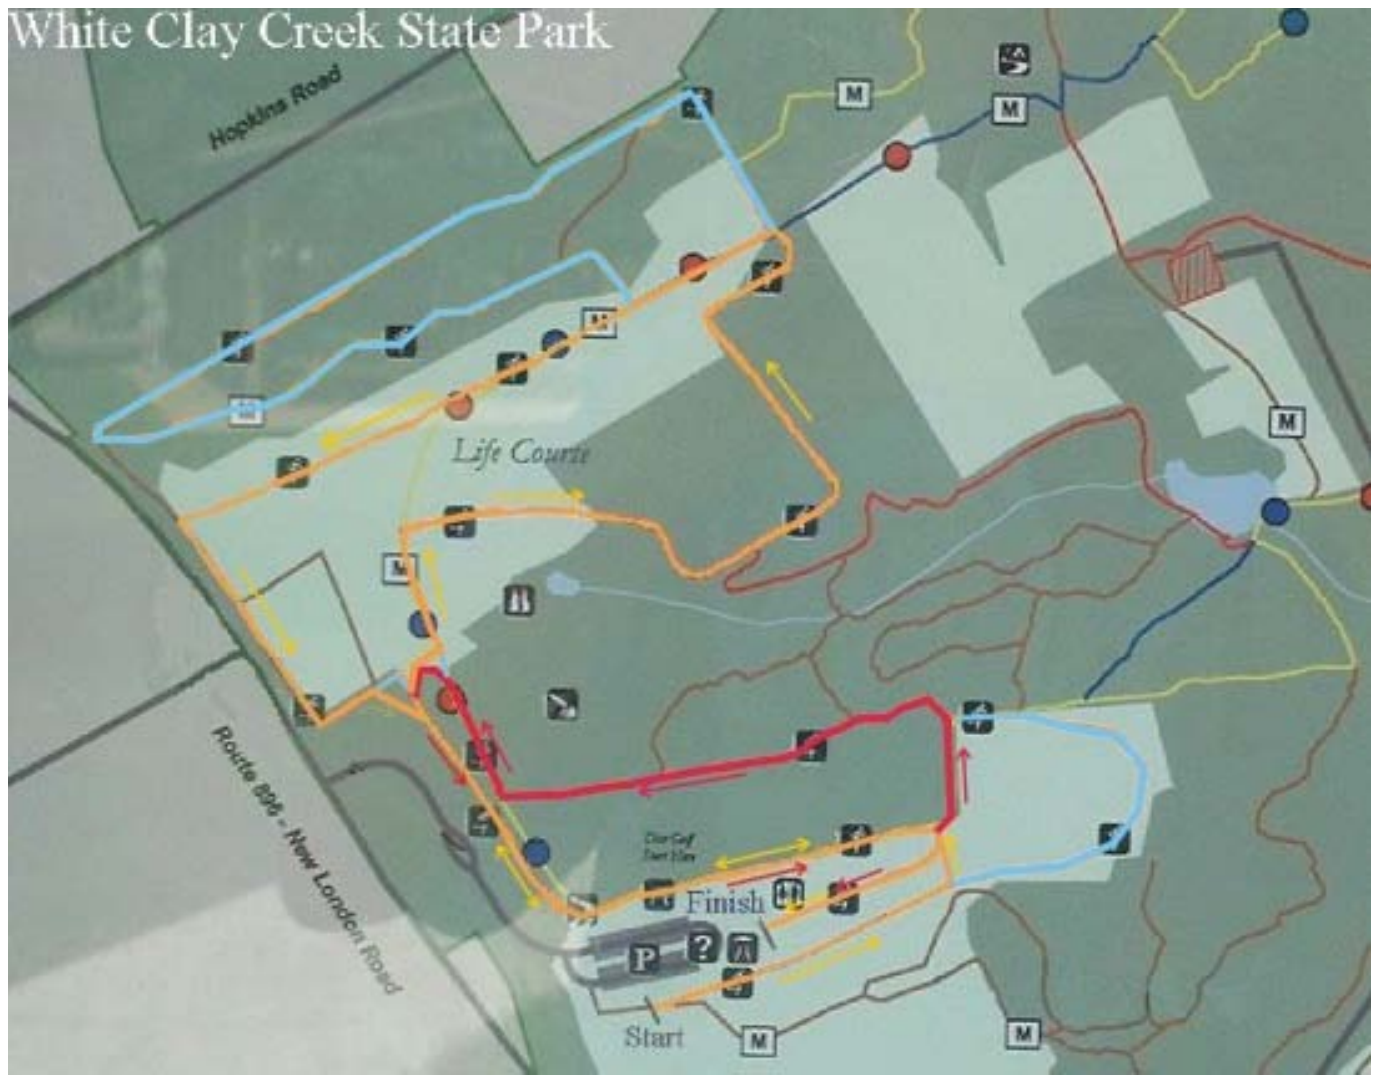 White Clay Creek State Park
Hopkins Road
M
M
M
Life Course
M
Route 896 - New London Road
Finish
P
?
Start
M
M